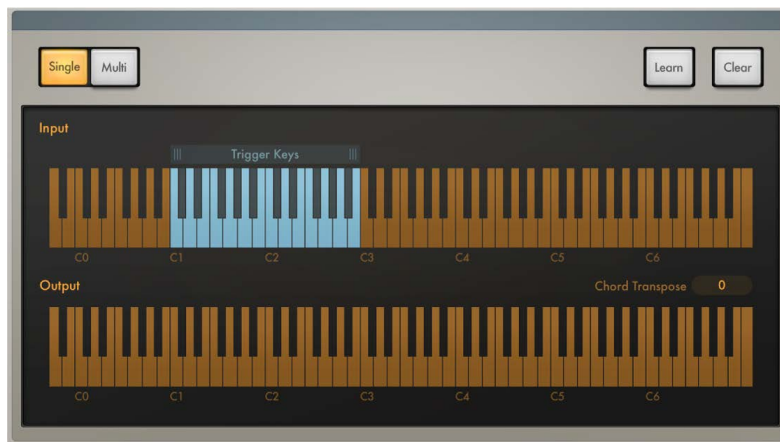 Single Multi Learn Clear
Input
Trigger Keys
C0 C1 C2 C3 C4 C5 C6
Output Chord Transpose 0
C0 C1 C2 C3 C4 C5 C6